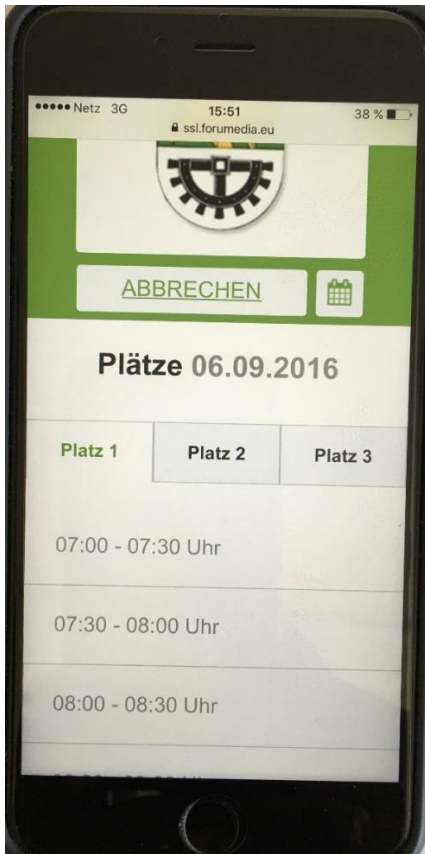 Netz 3G 15:51 38 %
ssl.forumedia.eu
ABBRECHEN
Plätze 06.09.2016
Platz 1 Platz 2 Platz 3
07:00 - 07:30 Uhr
07:30 - 08:00 Uhr
08:00 - 08:30 Uhr